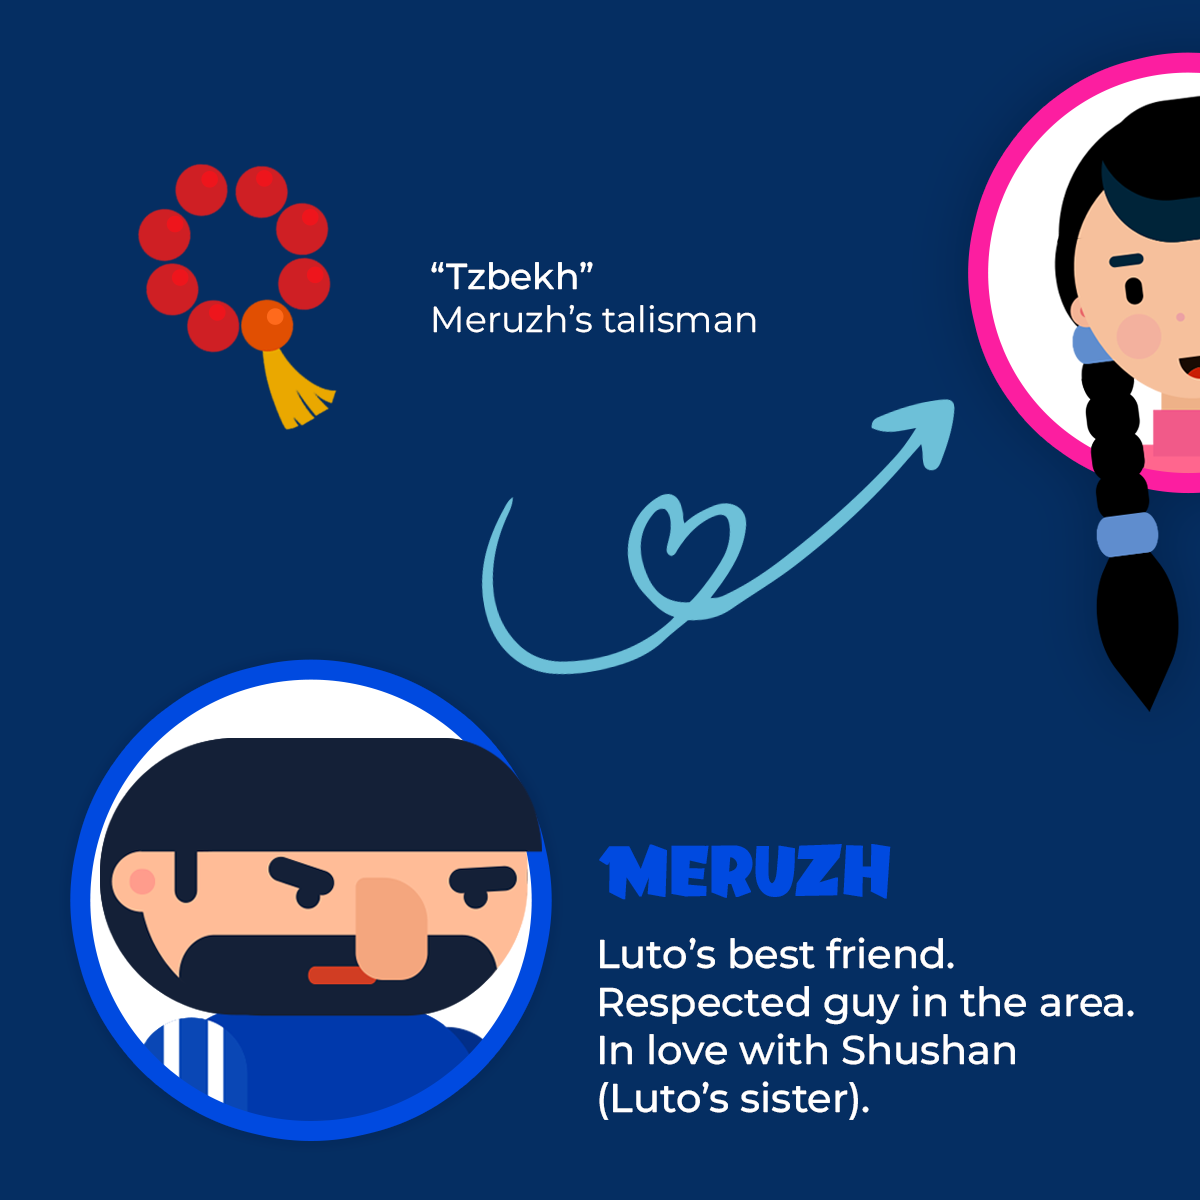 “Tzbekh”
Meruzh’s talisman
MERUZH
Luto’s best friend.
Respected guy in the area.
In love with Shushan
(Luto’s sister).